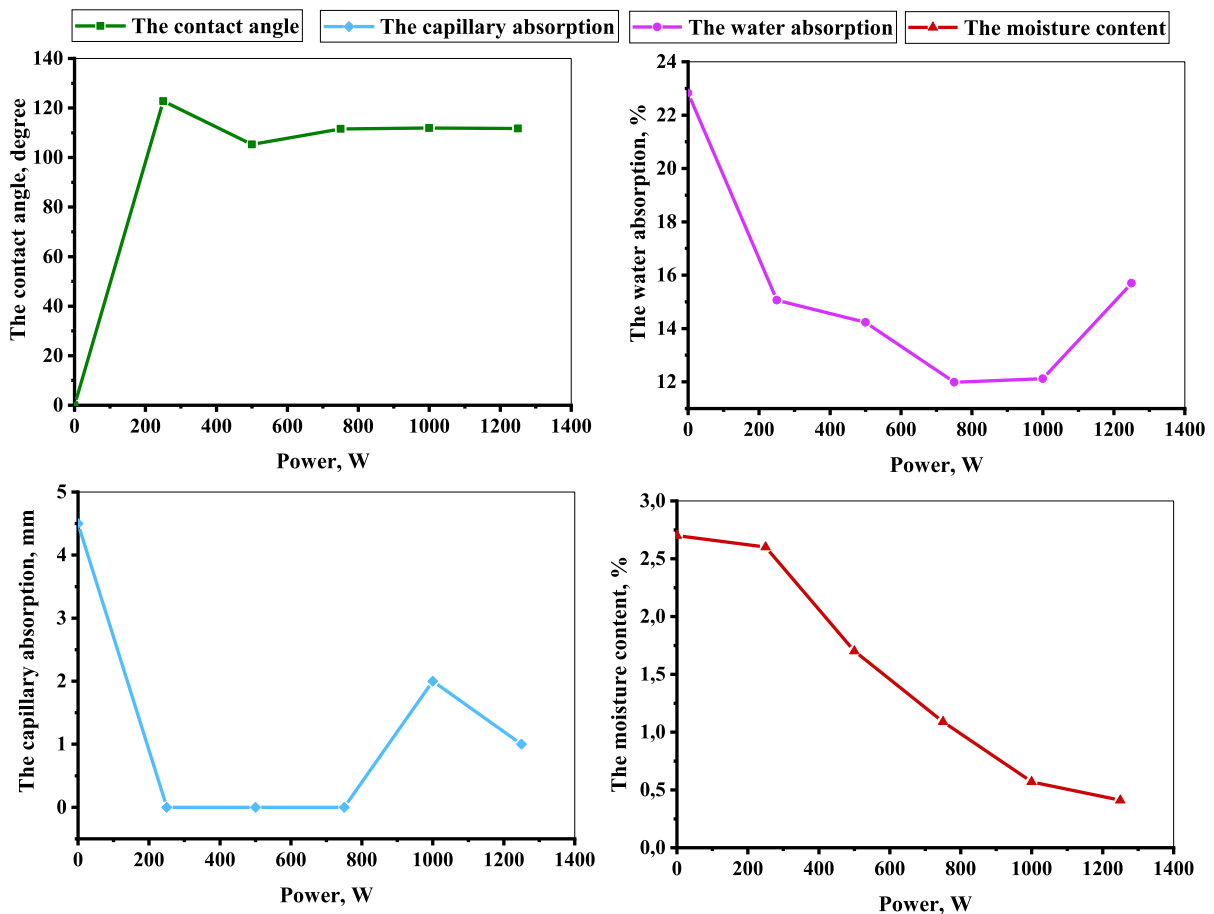 The contact angle
The capillary absorption
The water absorption
The moisture content
The contact angle, degree
140
120
100
80
60
40
20
0
0 200 400 600 800 1000 1200 1400
Power, W
The water absorption, %
24
22
20
18
16
14
12
0 200 400 600 800 1000 1200 1400
Power, W
The capillary absorption, mm
5
4
3
2
1
0
0 200 400 600 800 1000 1200 1400
Power, W
The moisture content, %
3,0
2,5
2,0
1,5
1,0
0,5
0,0
0 200 400 600 800 1000 1200 1400
Power, W